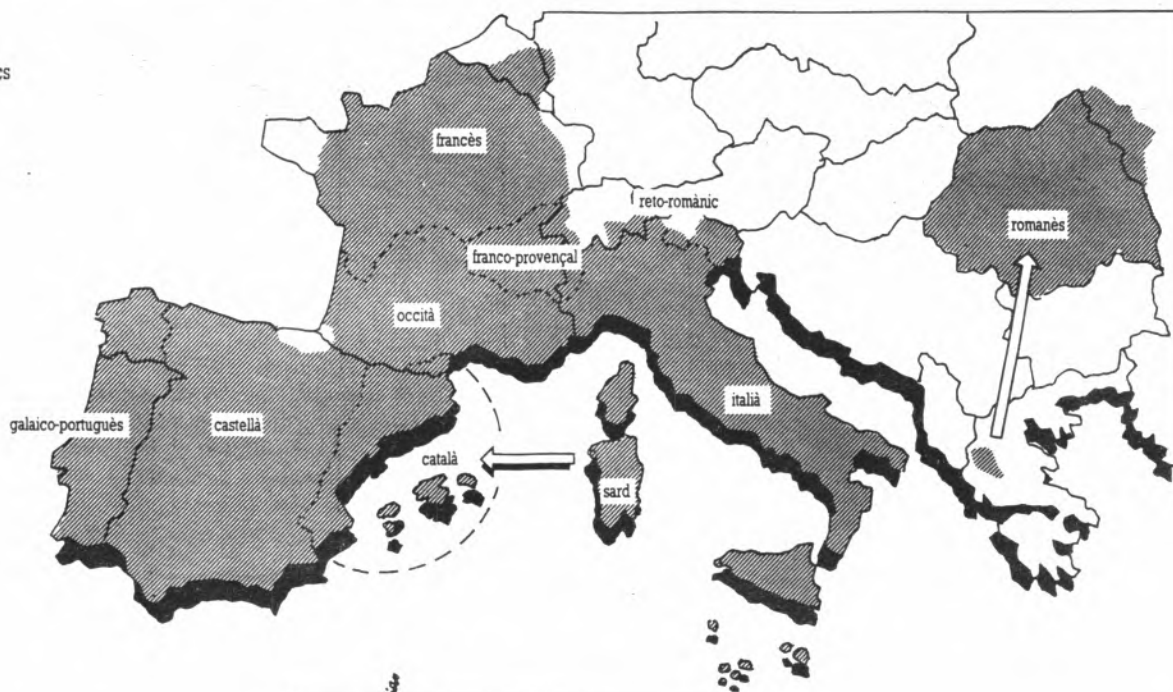 francès
reto-romànic
romanès
franco-provençal
occità
galaico-portuguès
castellà
italià
català
sard